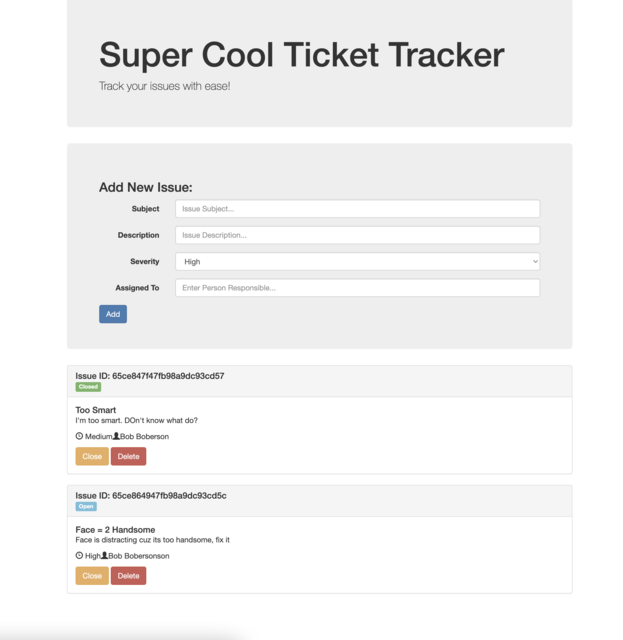 Super Cool Ticket Tracker
Track your issues with ease!
Add New Issue:
Subject
Issue Subject...
Description
Issue Description...
Severity
High
Assigned To
Enter Person Responsible...
Add
Issue ID: 65ce847f47fb98a9dc93cd57
Closed
Too Smart
I'm too smart. DOn't know what do?
Medium Bob Boberson
Close Delete
Issue ID: 65ce864947fb98a9dc93cd5c
Open
Face = 2 Handsome
Face is distracting cuz its too handsome, fix it
High Bob Bobersonson
Close Delete